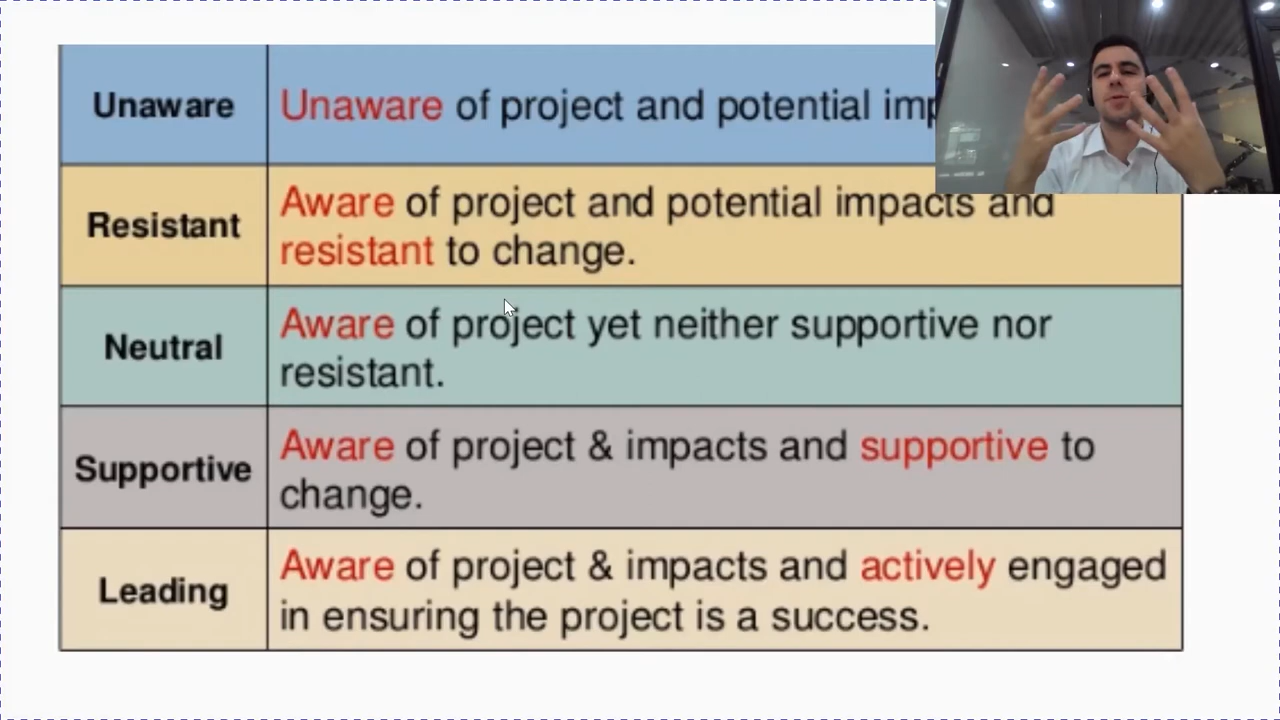 Unaware
Unaware of project and potential
Resistant
Aware of project and potential impacts and
resistant to change.
Neutral
Aware of project yet neither supportive nor
resistant.
Supportive
Aware of project & impacts and supportive to
change.
Leading
Aware of project & impacts and actively engaged
in ensuring the project is a success.